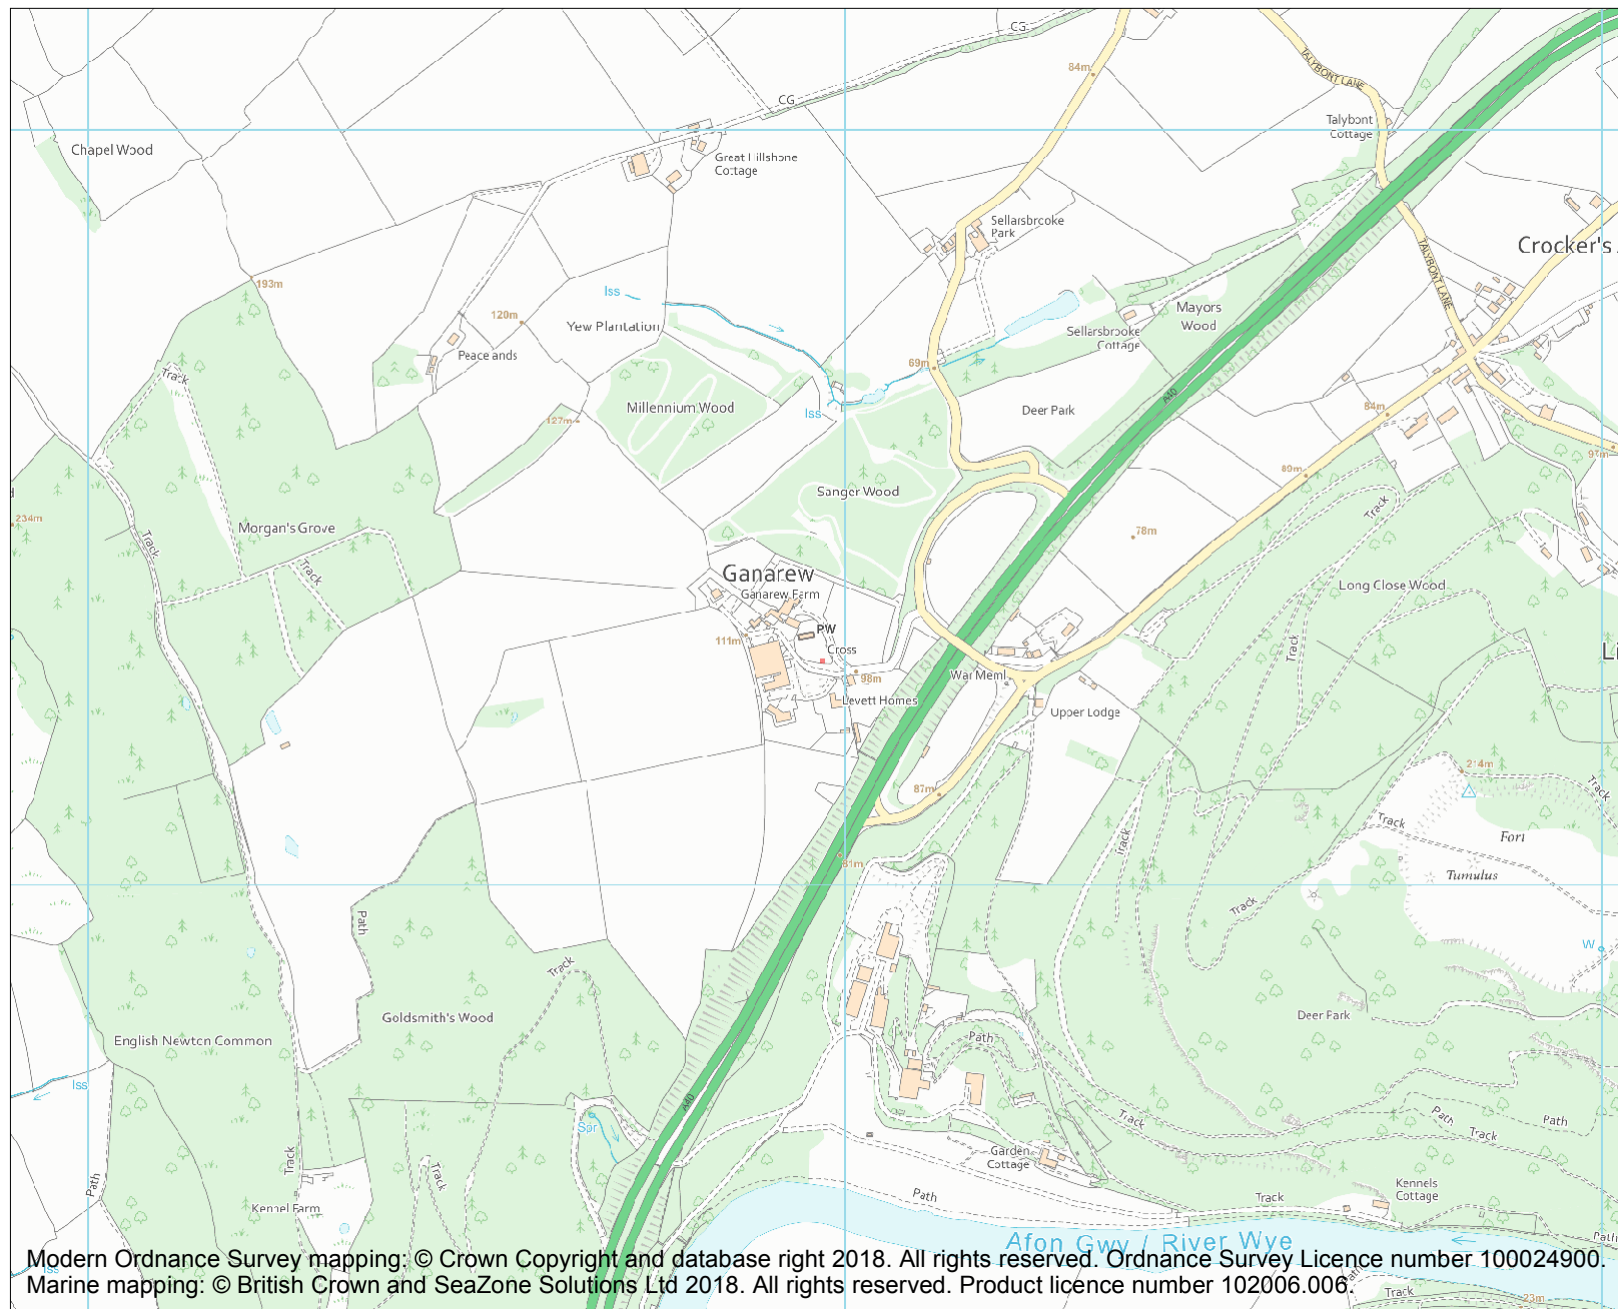 CG
84m
TALYBONT LANE
CG
Talybont
Cottage
Chapel Wood
Great Hillshone
Cottage
Sellarsbrooke
Park
Crocker's
TALYBONT LANE
193m
Iss
120m
Yew Plantation
Mayors
Wood
Sellarsbrooke
Cottage
Peace ands
69m
Track
A40
Millennium Wood
Iss
Deer Park
84m
127m
97m
89m
Sanger Wood
Track
234m
Morgan's Grove
78m
Track
Track
Ganarew
Ganarew Farm
Long Close Wood
PW
111m
Cross
Track
98m
War Meml
Levett Homes
Upper Lodge
214m
87m
Track
Track
Track
Fort
81m
Tumulus
Track
Path
W
Track
Goldsmith's Wood
Deer Park
English Newton Common
Path
Iss
A40
Spr
Track
Path
Path
Track
Garden
Cottage
Track
Track
Path
Path
Track
Kennels
Cottage
Kennel Farm
Afon Gwy / River Wye
Path
Modern Ordnance Survey mapping: © Crown Copyright and database right 2018. All rights reserved. Ordnance Survey Licence number 100024900.
Iss
Marine mapping: © British Crown and SeaZone Solutions Ltd 2018. All rights reserved. Product licence number 102006.006.
Track
23m